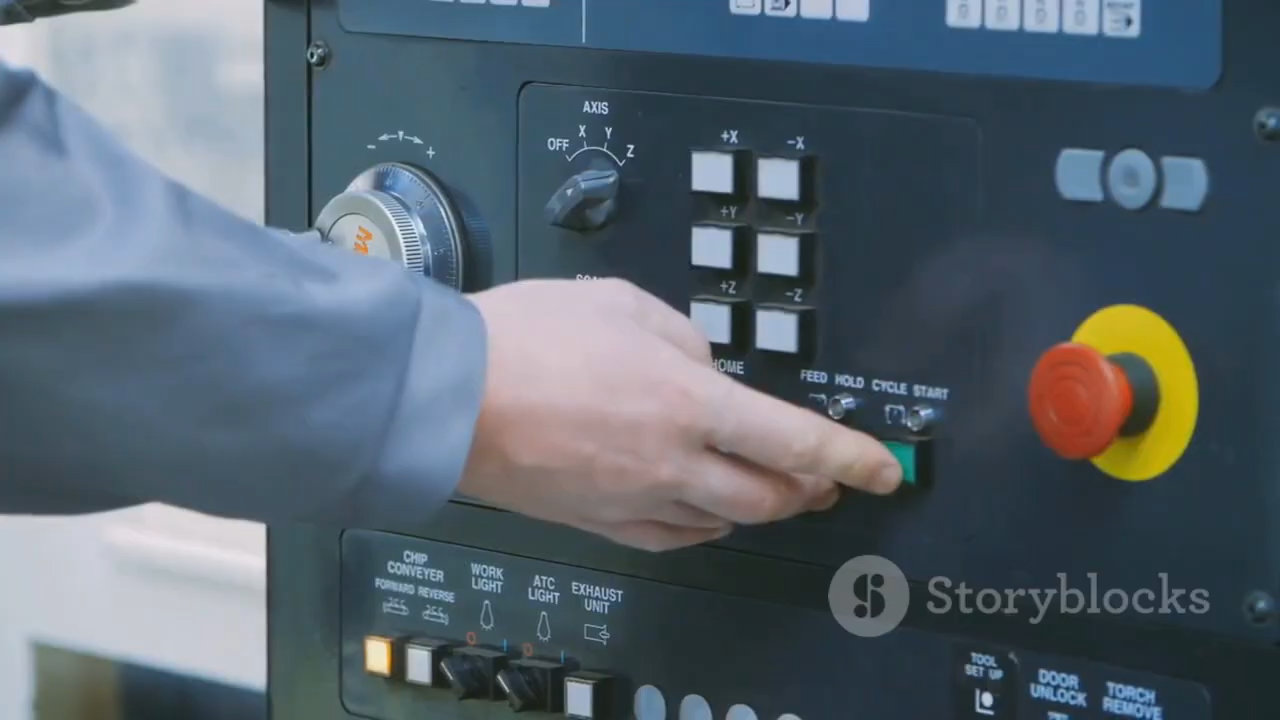 AXIS
OFF X Y Z
- +
+X -X
+Y -Y
+Z -Z
HOME
FEED HOLD CYCLE START
CHIP
CONVEYER
FORWARD REVERSE
WORK
LIGHT
ATC
LIGHT
EXHAUST
UNIT
Storyblocks
TOOL
SET UP
DOOR
UNLOCK
TORCH
REMOVE